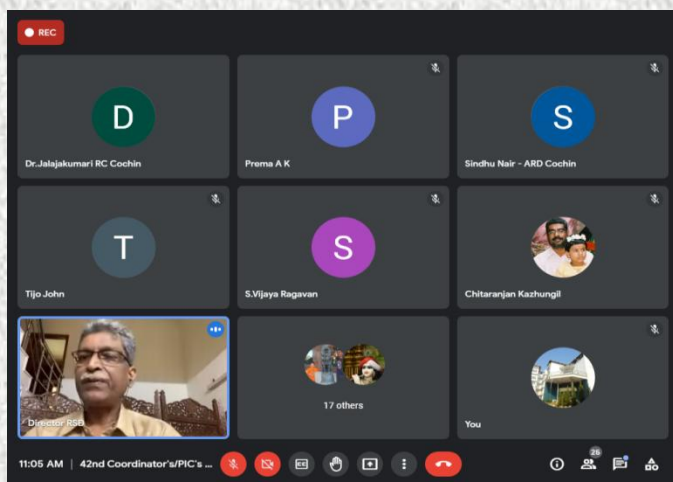 REC
D
Dr.Jalajakumari RC Cochin
P
Prema A K
S
Sindhu Nair - ARD Cochin
T
Tijo John
S
S.Vijaya Ragavan
Chitaranjan Kazhungil
Director RSD
17 others
You
11:05 AM | 42nd Coordinator's/PIC's ...
CC
26